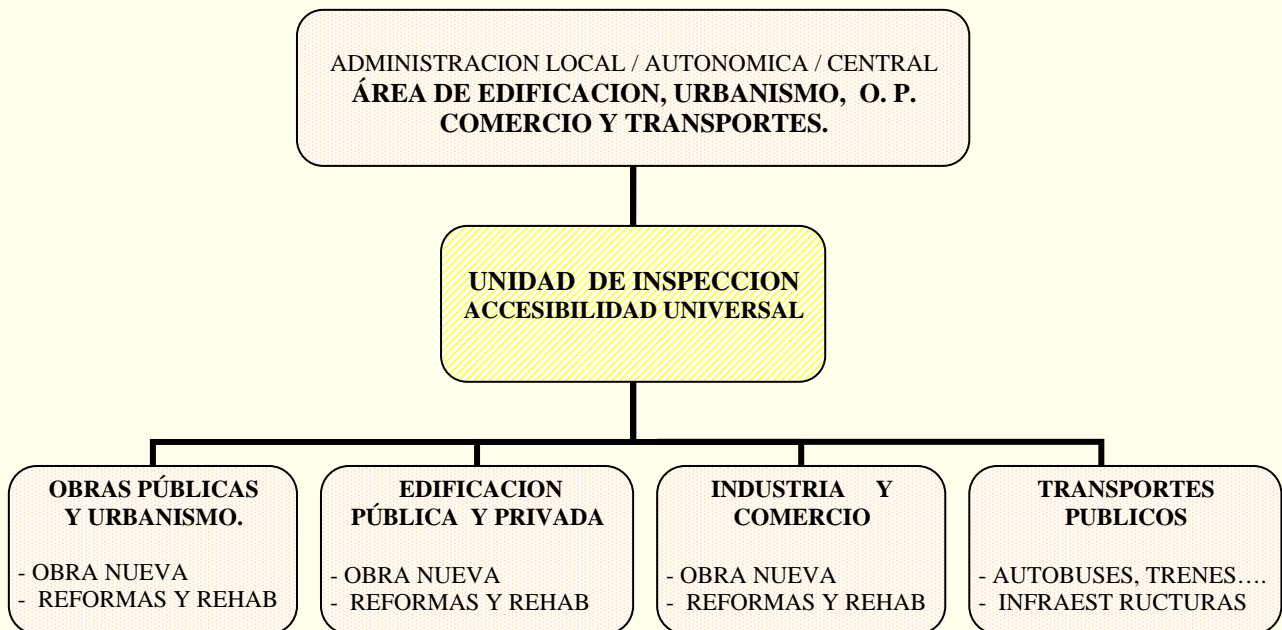 ADMINISTRACION LOCAL / AUTONOMICA / CENTRAL
ÁREA DE EDIFICACION, URBANISMO, O. P.
COMERCIO Y TRANSPORTES.
UNIDAD DE INSPECCION
ACCESIBILIDAD UNIVERSAL
OBRAS PÚBLICAS
Y URBANISMO.
- OBRA NUEVA
- REFORMAS Y REHAB
EDIFICACION
PÚBLICA Y PRIVADA
- OBRA NUEVA
- REFORMAS Y REHAB
INDUSTRIA Y
COMERCIO
- OBRA NUEVA
- REFORMAS Y REHAB
TRANSPORTES
PUBLICOS
- AUTOBUSES, TRENES….
- INFRAEST RUCTURAS